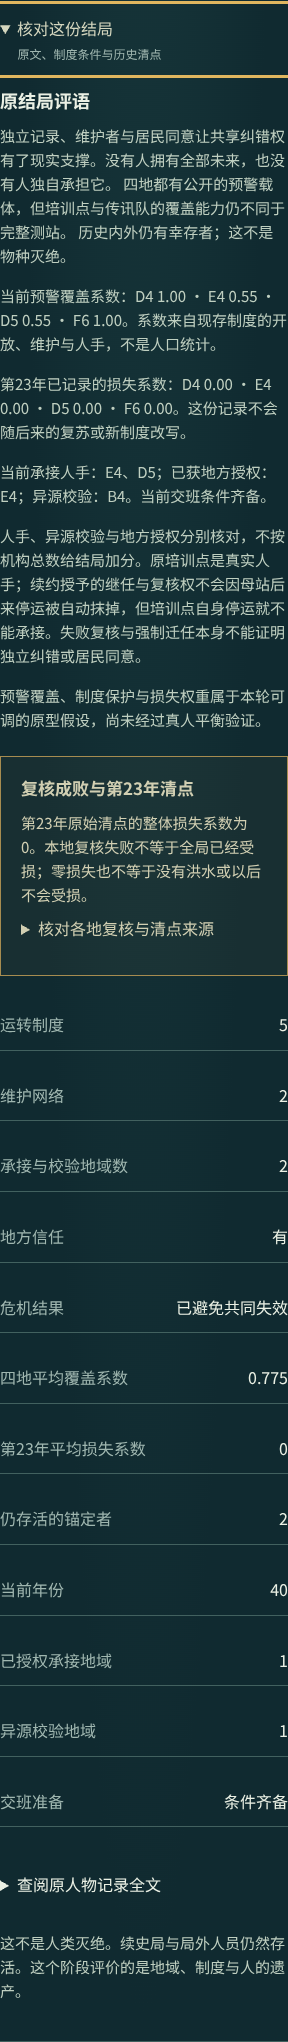 ▼ 核对这份结局
原文、制度条件与历史清点
原结局评语
独立记录、维护者与居民同意让共享纠错权
有了现实支撑。没有人拥有全部未来，也没
有人独自承担它。 四地都有公开的预警载
体，但培训点与传讯队的覆盖能力仍不同于
完整测站。 历史内外仍有幸存者；这不是
物种灭绝。
当前预警覆盖系数：D4 1.00 · E4 0.55 ·
D5 0.55 · F6 1.00。系数来自现存制度的开
放、维护与人手，不是人口统计。
第23年已记录的损失系数：D4 0.00 · E4
0.00 · D5 0.00 · F6 0.00。这份记录不会
随后来的复苏或新制度改写。
当前承接人手：E4、D5；已获地方授权：
E4；异源校验：B4。当前交班条件齐备。
人手、异源校验与地方授权分别核对，不按
机构总数给结局加分。原培训点是真实人
手；续约授予的继任与复核权不会因母站后
来停运被自动抹掉，但培训点自身停运就不
能承接。失败复核与强制迁任本身不能证明
独立纠错或居民同意。
预警覆盖、制度保护与损失权重属于本轮可
调的原型假设，尚未经过真人平衡验证。
复核成败与第23年清点
第23年原始清点的整体损失系数为
0。本地复核失败不等于全局已经受
损；零损失也不等于没有洪水或以后
不会受损。
▶ 核对各地复核与清点来源
运转制度 5
维护网络 2
承接与校验地域数 2
地方信任 有
危机结果 已避免共同失效
四地平均覆盖系数 0.775
第23年平均损失系数 0
仍存活的锚定者 2
当前年份 40
已授权承接地域 1
异源校验地域 1
交班准备 条件齐备
▶ 查阅原人物记录全文
这不是人类灭绝。续史局与局外人员仍然存
活。这个阶段评价的是地域、制度与人的遗
产。